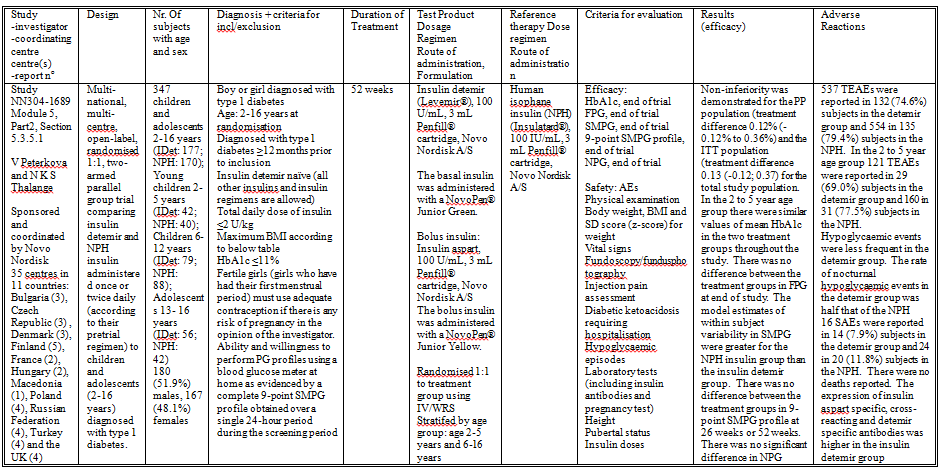 Study
-investigator
-coordinating
centre
centre(s)
-report n°
Design
Nr. Of
subjects
with age
and sex
Diagnosis + criteria for
incl/exclusion
Duration of
Treatment
Test Product
Dosage
Regimen
Route of
administration,
Formulation
Reference
therapy Dose
regimen
Route of
administratio
n
Criteria for evaluation
Results
(efficacy)
Adverse
Reactions
Study
NN304-1689
Module 5,
Part2, Section
5.3.5.1
V Peterkova
and N K S
Thalange
Sponsored
and
coordinated
by Novo
Nordisk
35 centres in
11 countries:
Bulgaria (3),
Czech
Republic (3),
Denmark (3),
Finland (5),
France (2),
Hungary (2),
Macedonia
(1), Poland
(4), Russian
Federation
(4), Turkey
(4) and the
UK (4)
Multi-
national,
multi-
centre,
open-label,
randomised
1:1, two-
armed
parallel
group trial
comparing
insulin
detemir and
NPH
insulin
administere
d once or
twice daily
(according
to their
pretrial
regimen) to
children
and
adolescents
(2-16
years)
diagnosed
with type 1
diabetes.
347
children
and
adolescents
2-16 years
(IDet: 177;
NPH: 170);
Young
children 2-
5 years
(IDet: 42;
NPH: 40);
Children 6-
12 years
(IDet: 79;
NPH:
88);
Adolescent
s 13- 16
years
(IDet: 56;
NPH:
42)
180
(51.9%)
males, 167
(48.1%)
females
Boy or girl diagnosed with
type 1 diabetes
Age: 2-16 years at
randomisation
Diagnosed with type 1
diabetes ≥12 months prior
to inclusion
Insulin detemir naïve (all
other insulins and insulin
regimens are allowed)
Total daily dose of insulin
≤2 U/kg
Maximum BMI according
to below table
HbA1c ≤11%
Fertile girls (girls who have
had their first menstrual
period) must use adequate
contraception if there is any
risk of pregnancy in the
opinion of the investigator.
Ability and willingness to
perform PG profiles using a
blood glucose meter at
home as evidenced by a
complete 9-point SMPG
profile obtained over a
single 24-hour period
during the screening period
52 weeks
Insulin detemir
(Levemir®), 100
U/mL, 3 mL
Penfill®
cartridge, Novo
Nordisk A/S
The basal insulin
was administered
with a NovoPen®
Junior Green.
Bolus insulin:
Insulin aspart,
100 U/mL, 3 mL
Penfill®
cartridge, Novo
Nordisk A/S
The bolus insulin
was administered
with a NovoPen®
Junior Yellow.
Randomised 1:1
to treatment
group using
IV/WRS
Stratifed by age
group: age 2-5
years and 6-16
years
Human
isophane
insulin (NPH)
(Insulatard®),
100 IU/mL, 3
mL Penfill®
cartridge,
Novo Nordisk
A/S
Efficacy:
HbA1c, end of trial
FPG, end of trial
SMPG, end of trial
9-point SMPG profile,
end of trial
NPG, end of trial
Safety: AEs
Physical examination
Body weight, BMI and
SD score (z-score) for
weight
Vital signs
Fundoscopy/funduspho
tography
Injection pain
assessment
Diabetic ketoacidosis
requiring
hospitalisation
Hypoglycaemic
episodes
Laboratory tests
(including insulin
antibodies and
pregnancy test)
Height
Pubertal status
Insulin doses
Non-inferiority was
demonstrated for the PP
population (treatment
difference 0.12% (-
0.12% to 0.36%) and the
ITT population
(treatment difference
0.13 (-0.12; 0.37) for the
total study population.
In the 2 to 5 year age
group there were similar
values of mean HbA1c
in the two treatment
groups throughout the
study. There was no
difference between the
treatment groups in FPG
at end of study. The
model estimates of
within subject
variability in SMPG
were greater for the
NPH insulin group than
the insulin detemir
group. There was no
difference between the
treatment groups in 9-
point SMPG profile at
26 weeks or 52 weeks.
There was no significant
difference in NPG
537 TEAEs were
reported in 132 (74.6%)
subjects in the detemir
group and 554 in 135
(79.4%) subjects in the
NPH. In the 2 to 5 year
age group 121 TEAEs
were reported in 29
(69.0%) subjects in the
detemir group and 160 in
31 (77.5%) subjects in
the NPH.
Hypoglycaemic events
were less frequent in the
detemir group. The rate
of nocturnal
hypoglycaemic events in
the detemir group was
half that of the NPH
16 SAEs were reported
in 14 (7.9%) subjects in
the detemir group and 24
in 20 (11.8%) subjects in
the NPH. There were no
deaths reported. The
expression of insulin
aspart specific, cross-
reacting and detemir
specific antibodies was
higher in the insulin
detemir group